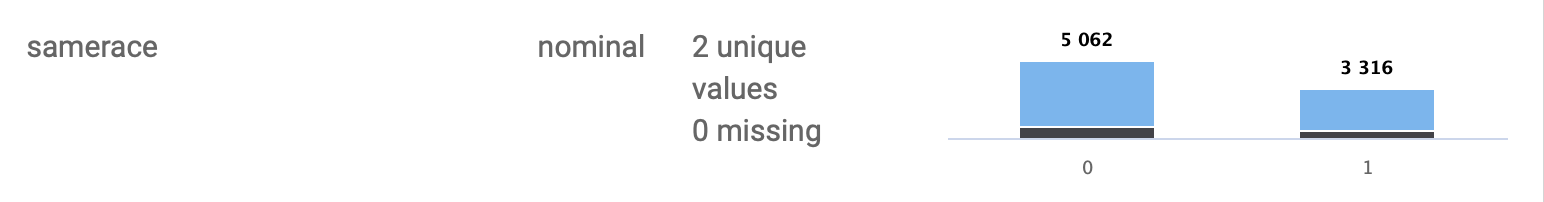 samerace
nominal
2 unique
values
0 missing
5 062
3 316
0
1